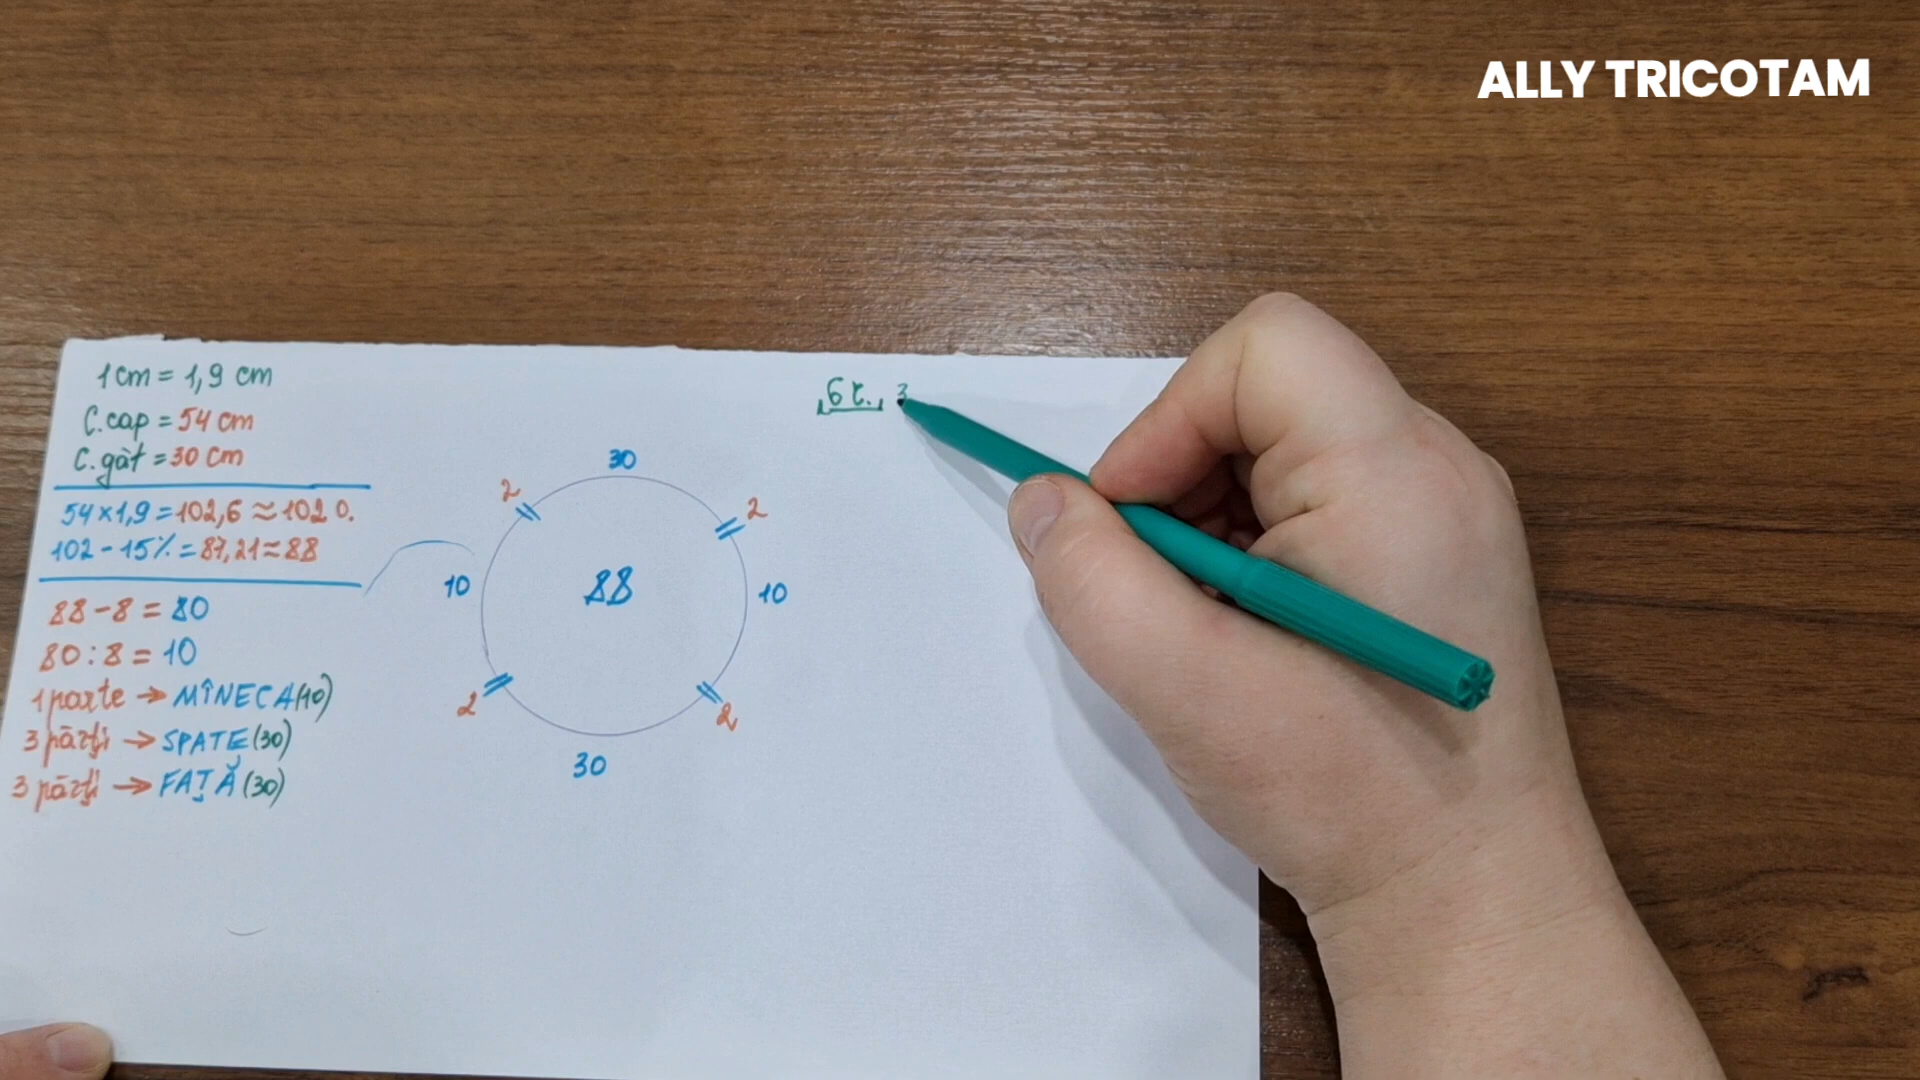 ALLY TRICOTAM
1 cm = 1,9 cm
C. cap = 54 cm
C. gât = 30 cm
54 × 1,9 = 102,6 ≈ 102 o.
102 - 15% = 87,21 ≈ 88
88 - 8 = 80
80 : 8 = 10
1 parte → MÎNECA (10)
3 părți → SPATE (30)
3 părți → FAȚĂ (30)
30
2
2
10
88
10
2
2
30
6 r. 3